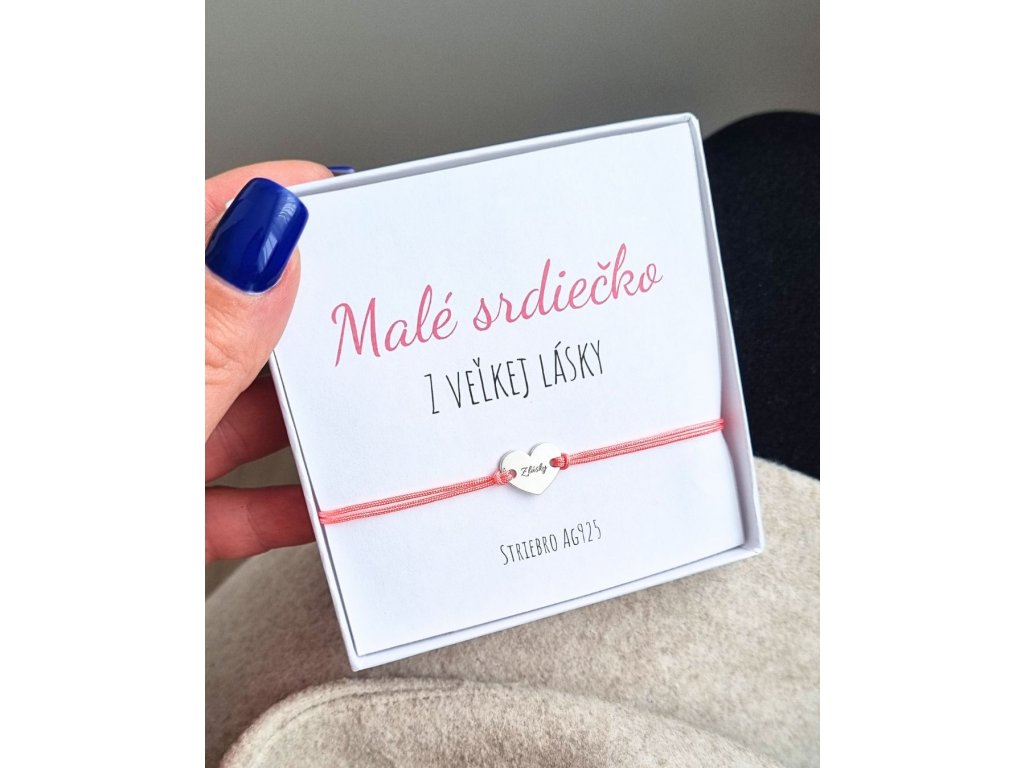 Malé srdiečko
Z VEĽKEJ LÁSKY
Z lásky
STRIEBRO AG925